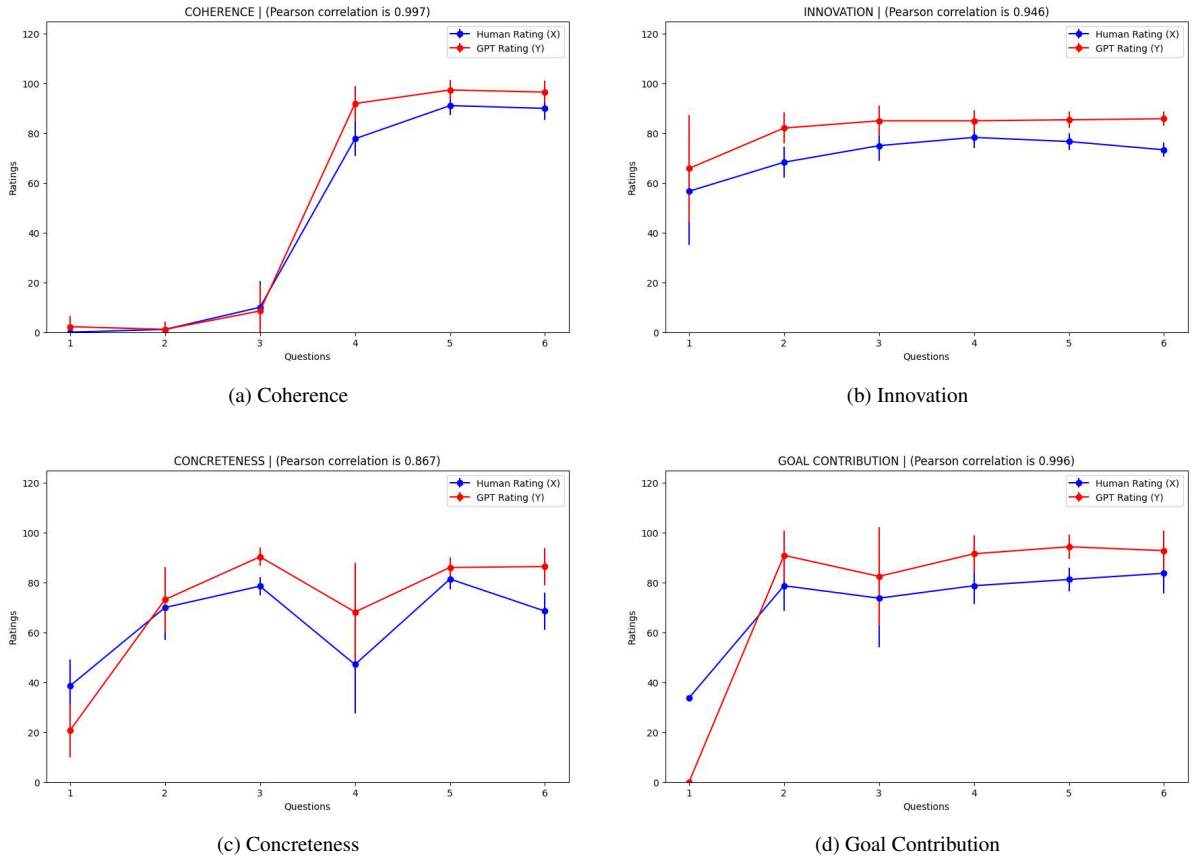 COHERENCE | (Pearson correlation is 0.997)
Human Rating (X)
GPT Rating (Y)
120
100
80
60
40
20
0
Ratings
1 2 3 4 5 6
Questions
(a) Coherence
INNOVATION | (Pearson correlation is 0.946)
Human Rating (X)
GPT Rating (Y)
120
100
80
60
40
20
0
Ratings
1 2 3 4 5 6
Questions
(b) Innovation
CONCRETENESS | (Pearson correlation is 0.867)
Human Rating (X)
GPT Rating (Y)
120
100
80
60
40
20
0
Ratings
1 2 3 4 5 6
Questions
(c) Concreteness
GOAL CONTRIBUTION | (Pearson correlation is 0.996)
Human Rating (X)
GPT Rating (Y)
120
100
80
60
40
20
0
Ratings
1 2 3 4 5 6
Questions
(d) Goal Contribution